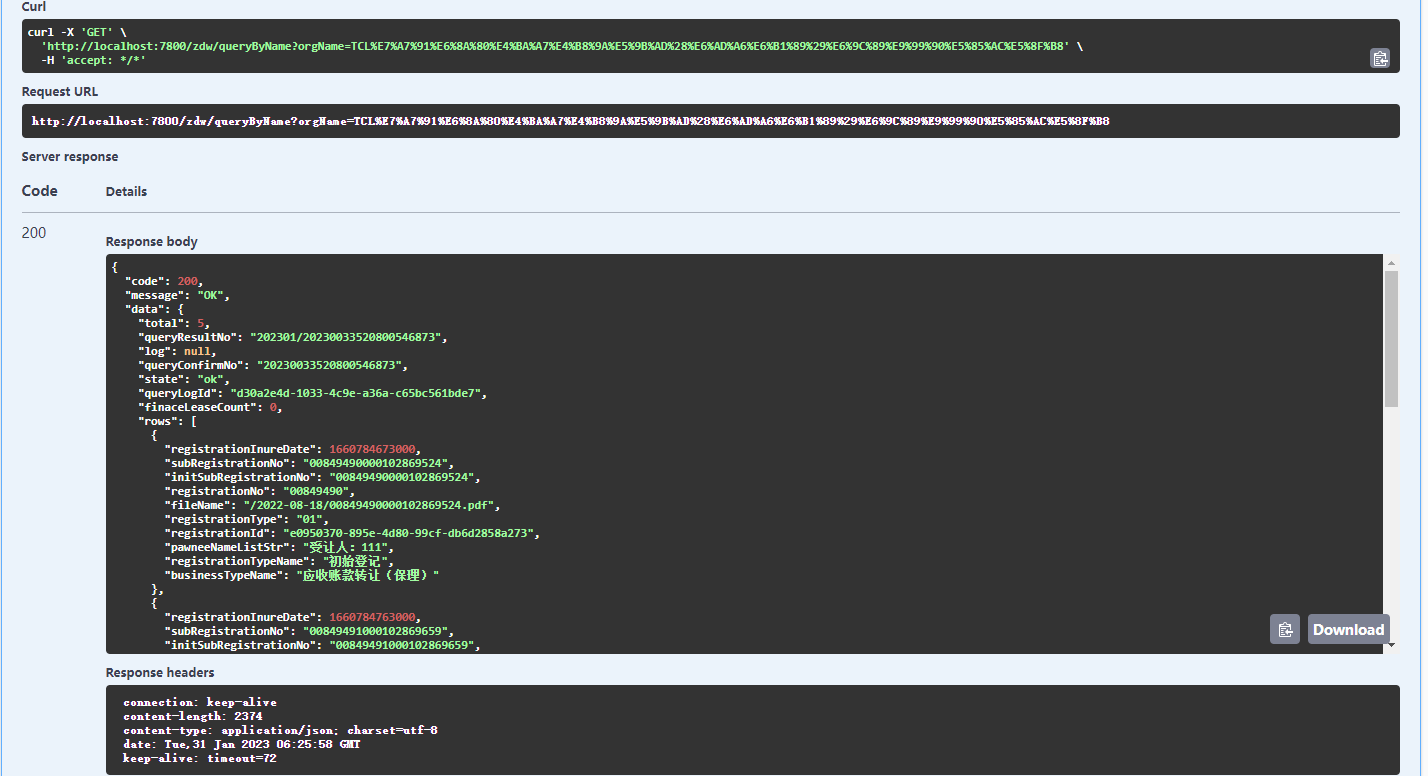 Curl
curl -X 'GET' \
'http://localhost:7800/zdw/queryByName?orgName=TCL%E7%A7%91%E6%8A%80%E4%BA%A7%E4%B8%9A%E5%9B%AD%28%E6%AD%A6%E6%B1%89%29%E6%9C%89%E9%99%90%E5%85%AC%E5%8F%B8' \
-H 'accept: */*'
Request URL
http://localhost:7800/zdw/queryByName?orgName=TCL%E7%A7%91%E6%8A%80%E4%BA%A7%E4%B8%9A%E5%9B%AD%28%E6%AD%A6%E6%B1%89%29%E6%9C%89%E9%99%90%E5%85%AC%E5%8F%B8
Server response
Code Details
200
Response body
{
"code": 200,
"message": "OK",
"data": {
"total": 5,
"queryResultNo": "202301/20230033520800546873",
"log": null,
"queryConfirmNo": "20230033520800546873",
"state": "ok",
"queryLogId": "d30a2e4d-1033-4c9e-a36a-c65bc561bde7",
"finaceLeaseCount": 0,
"rows": [
{
"registrationInureDate": 1660784673000,
"subRegistrationNo": "00849490000102869524",
"initSubRegistrationNo": "00849490000102869524",
"registrationNo": "00849490",
"fileName": "/2022-08-18/00849490000102869524.pdf",
"registrationType": "01",
"registrationId": "e0950370-895e-4d80-99cf-db6d2858a273",
"pawneeNameListStr": "受让人：111",
"registrationTypeName": "初始登记",
"businessTypeName": "应收账款转让（保理）"
},
{
"registrationInureDate": 1660784763000,
"subRegistrationNo": "00849491000102869659",
"initSubRegistrationNo": "00849491000102869659",
Download
Response headers
connection: keep-alive
content-length: 2374
content-type: application/json; charset=utf-8
date: Tue,31 Jan 2023 06:25:58 GMT
keep-alive: timeout=72